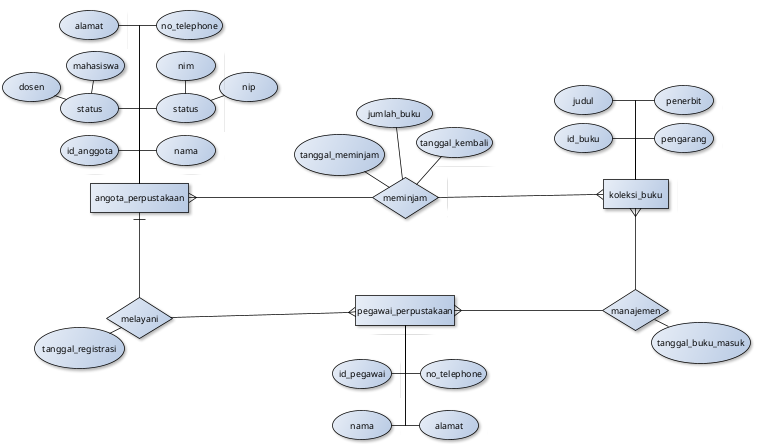 alamat
no_telephone
mahasiswa
nim
dosen
nip
status
status
id_anggota
nama
angota_perpustakaan
jumlah_buku
tanggal_meminjam
tanggal_kembali
meminjam
judul
penerbit
id_buku
pengarang
koleksi_buku
melayani
tanggal_registrasi
pegawai_perpustakaan
manajemen
tanggal_buku_masuk
id_pegawai
no_telephone
nama
alamat